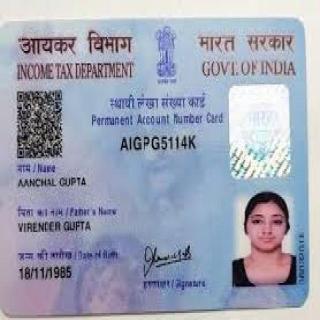 आयकर विभाग
INCOME TAX DEPARTMENT
भारत सरकार
GOVT. OF INDIA
स्थायी लेखा संख्या कार्ड
Permanent Account Number Card
AIGPG5114K
नाम / Name
AANCHAL GUPTA
पिता का नाम / Father's Name
VIRENDER GUPTA
जन्म की तारीख / Date of Birth
18/11/1985
हस्ताक्षर / Signature